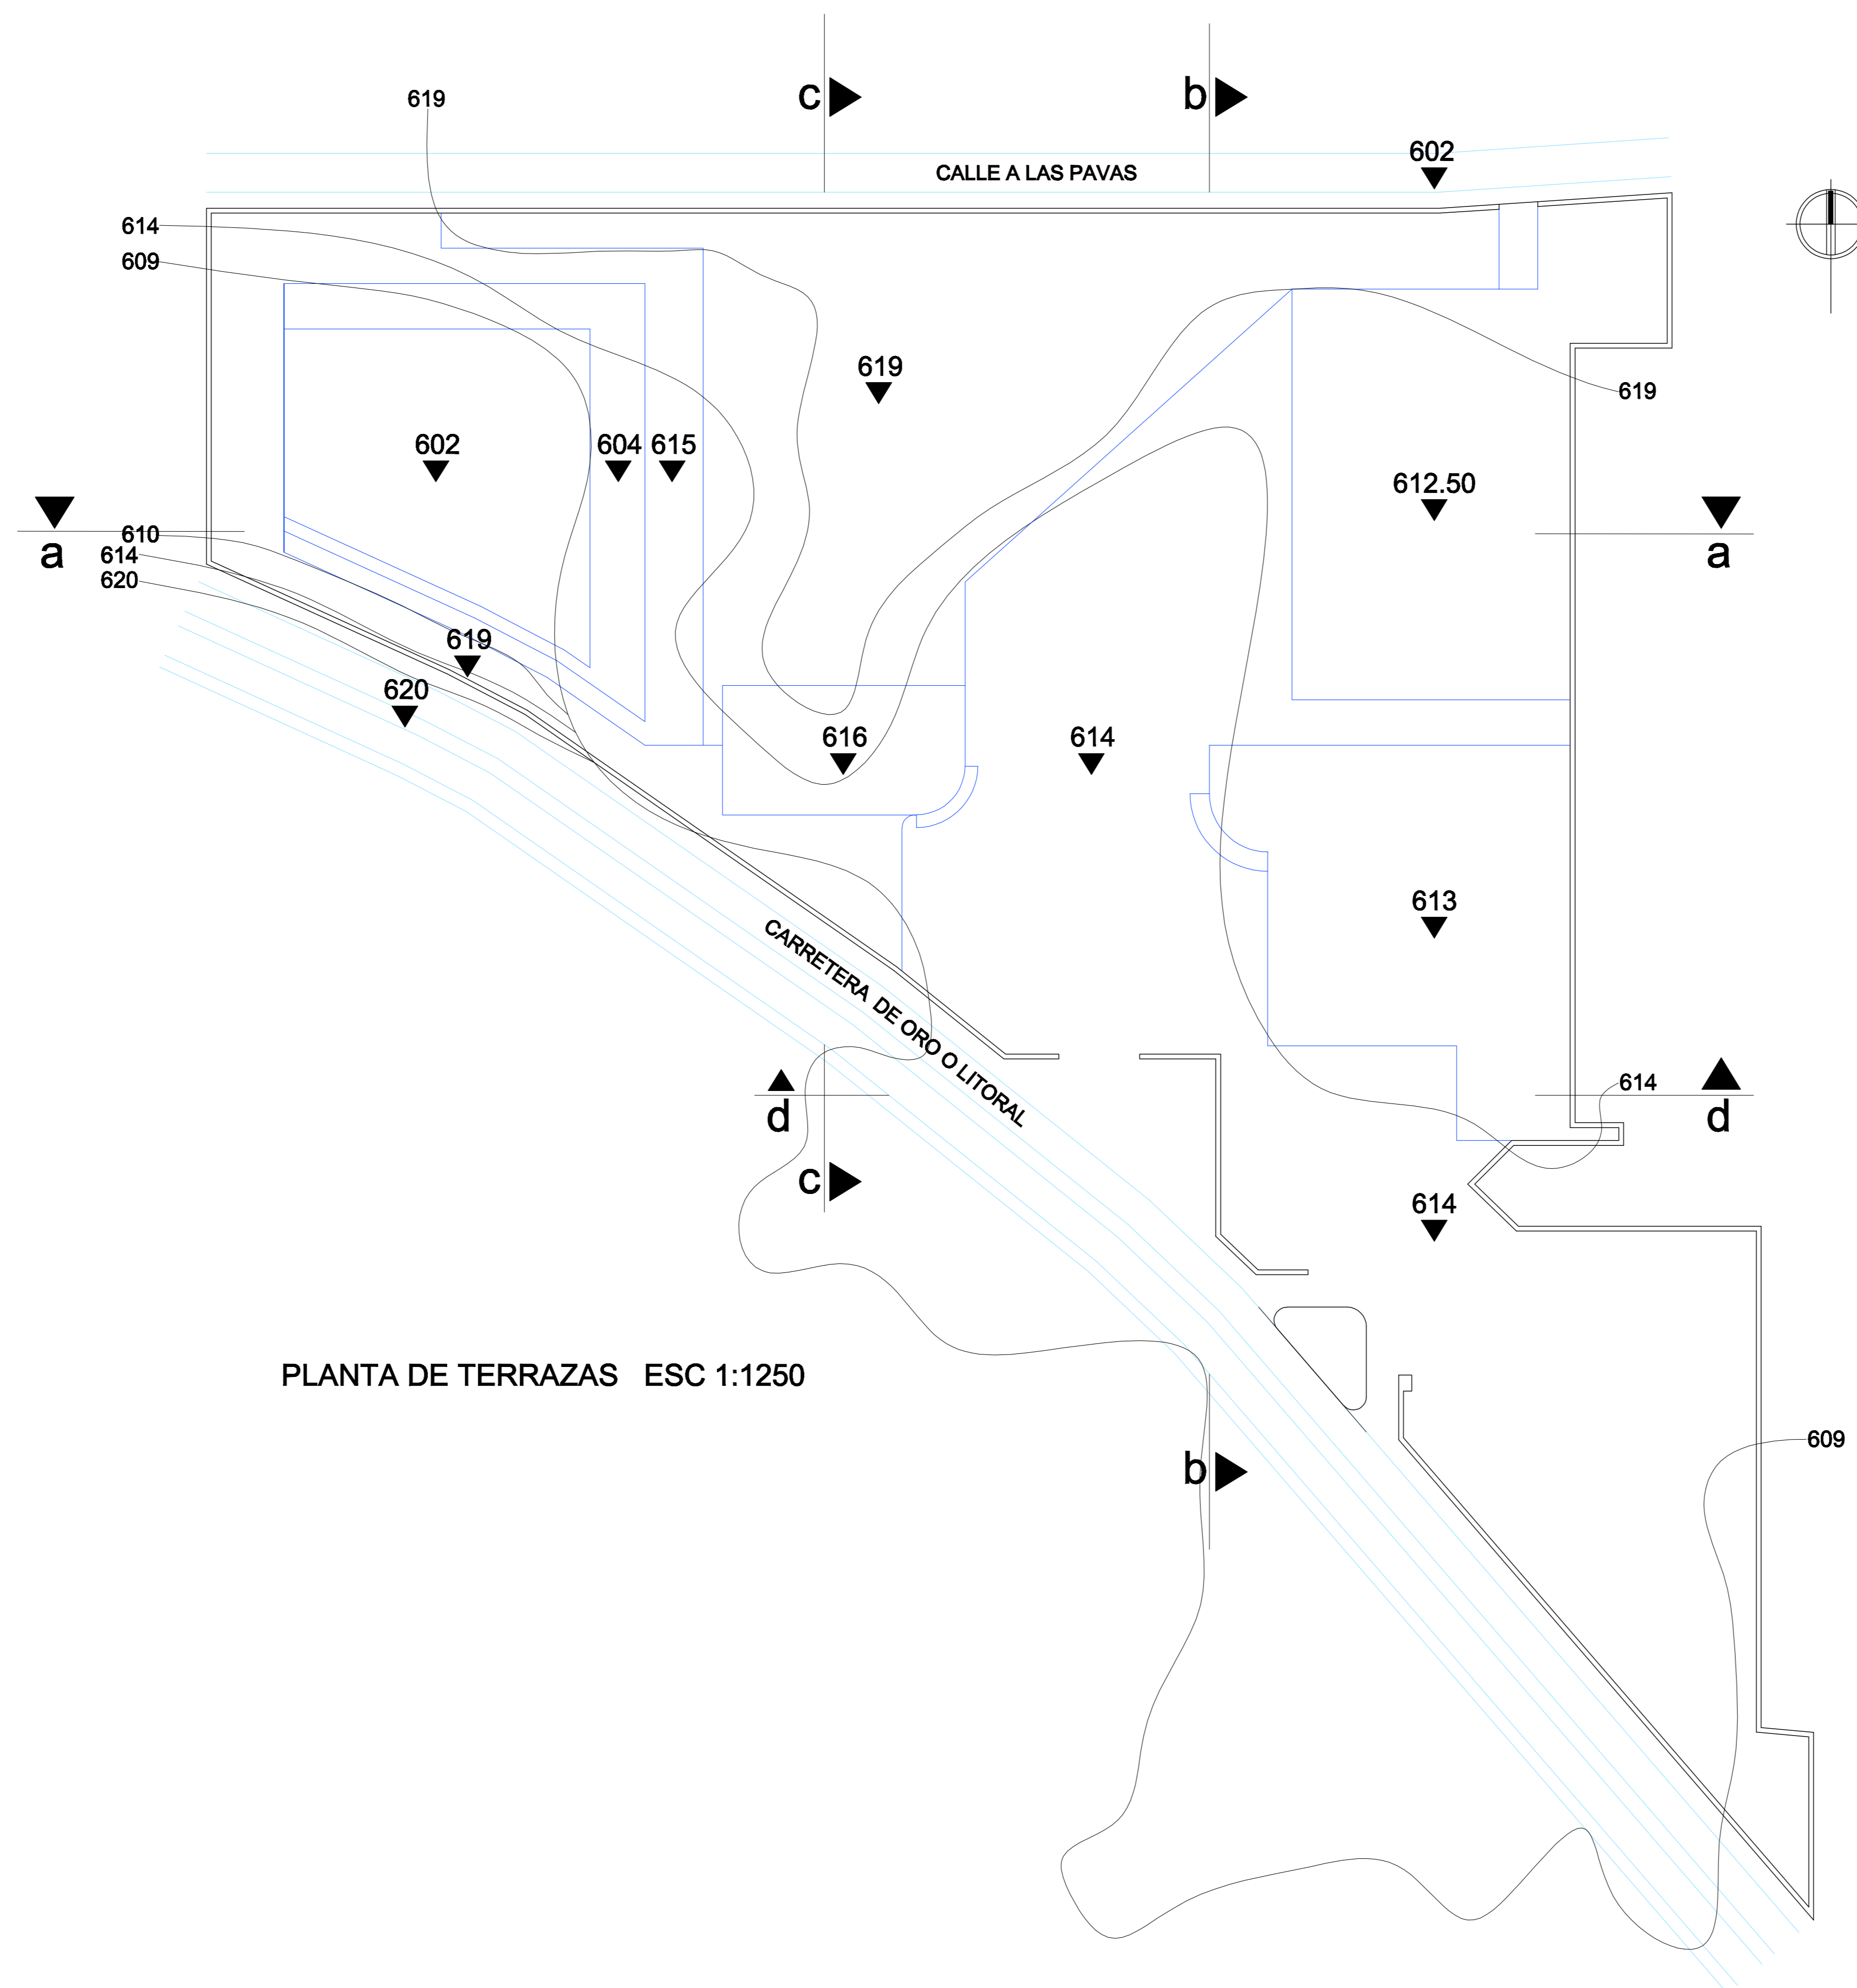 c
b
619
602
CALLE A LAS PAVAS
614
609
619
619
602
604
615
612.50
a
610
614
620
a
619
620
616
614
613
CARRETERA DE ORO O LITORAL
614
d
d
c
614
PLANTA DE TERRAZAS ESC 1:1250
609
b